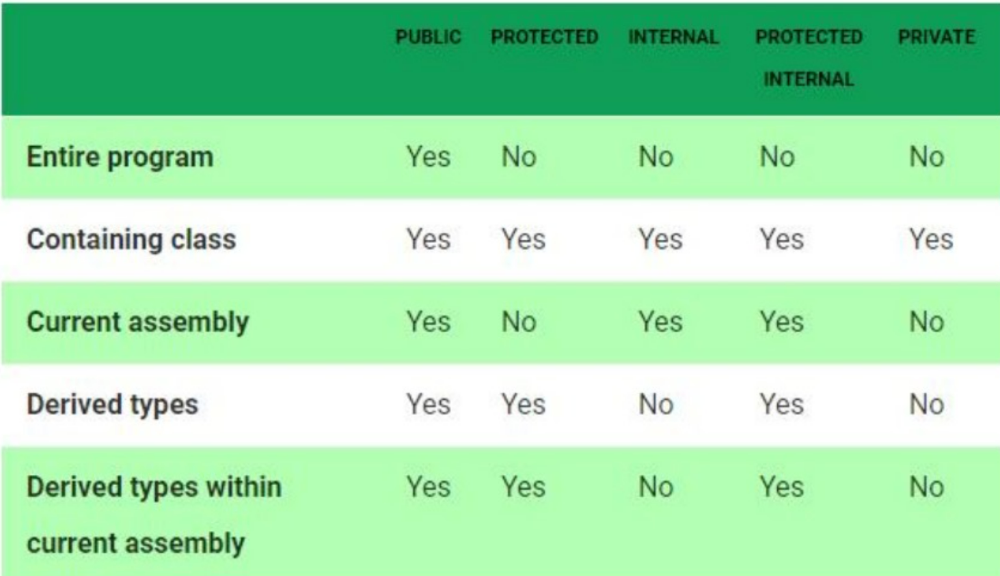 PUBLIC PROTECTED INTERNAL PROTECTED PRIVATE
INTERNAL
Entire program Yes No No No No
Containing class Yes Yes Yes Yes Yes
Current assembly Yes No Yes Yes No
Derived types Yes Yes No Yes No
Derived types within Yes Yes No Yes No
current assembly